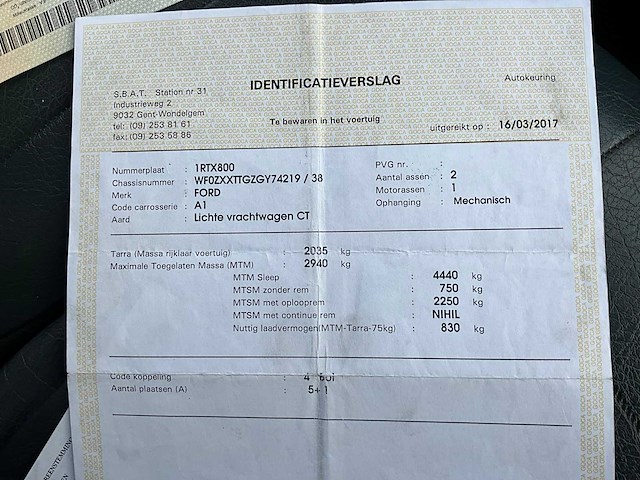 IDENTIFICATIEVERSLAG
Autokeuring
S.B.A.T. Station nr 31
Industrieweg 2
9032 Gent-Wondelgem
tel: (09) 253 81 61
fax: (09) 253 58 86
Te bewaren in het voertuig
uitgereikt op : 16/03/2017
Nummerplaat : 1RTX800
Chassisnummer : WF0ZXXTTGZGY74219 / 38
Merk : FORD
Code carrosserie : A1
Aard : Lichte vrachtwagen CT
PVG nr. :
Aantal assen : 2
Motorassen : 1
Ophanging : Mechanisch
Tarra (Massa rijklaar voertuig) : 2035 kg
Maximale Toegelaten Massa (MTM) : 2940 kg
MTM Sleep : 4440 kg
MTSM zonder rem : 750 kg
MTSM met oplooprem : 2250 kg
MTSM met continue rem : NIHIL
Nuttig laadvermogen(MTM-Tarra-75kg) : 830 kg
Code koppeling : 4
Aantal plaatsen (A) : 5+ 1